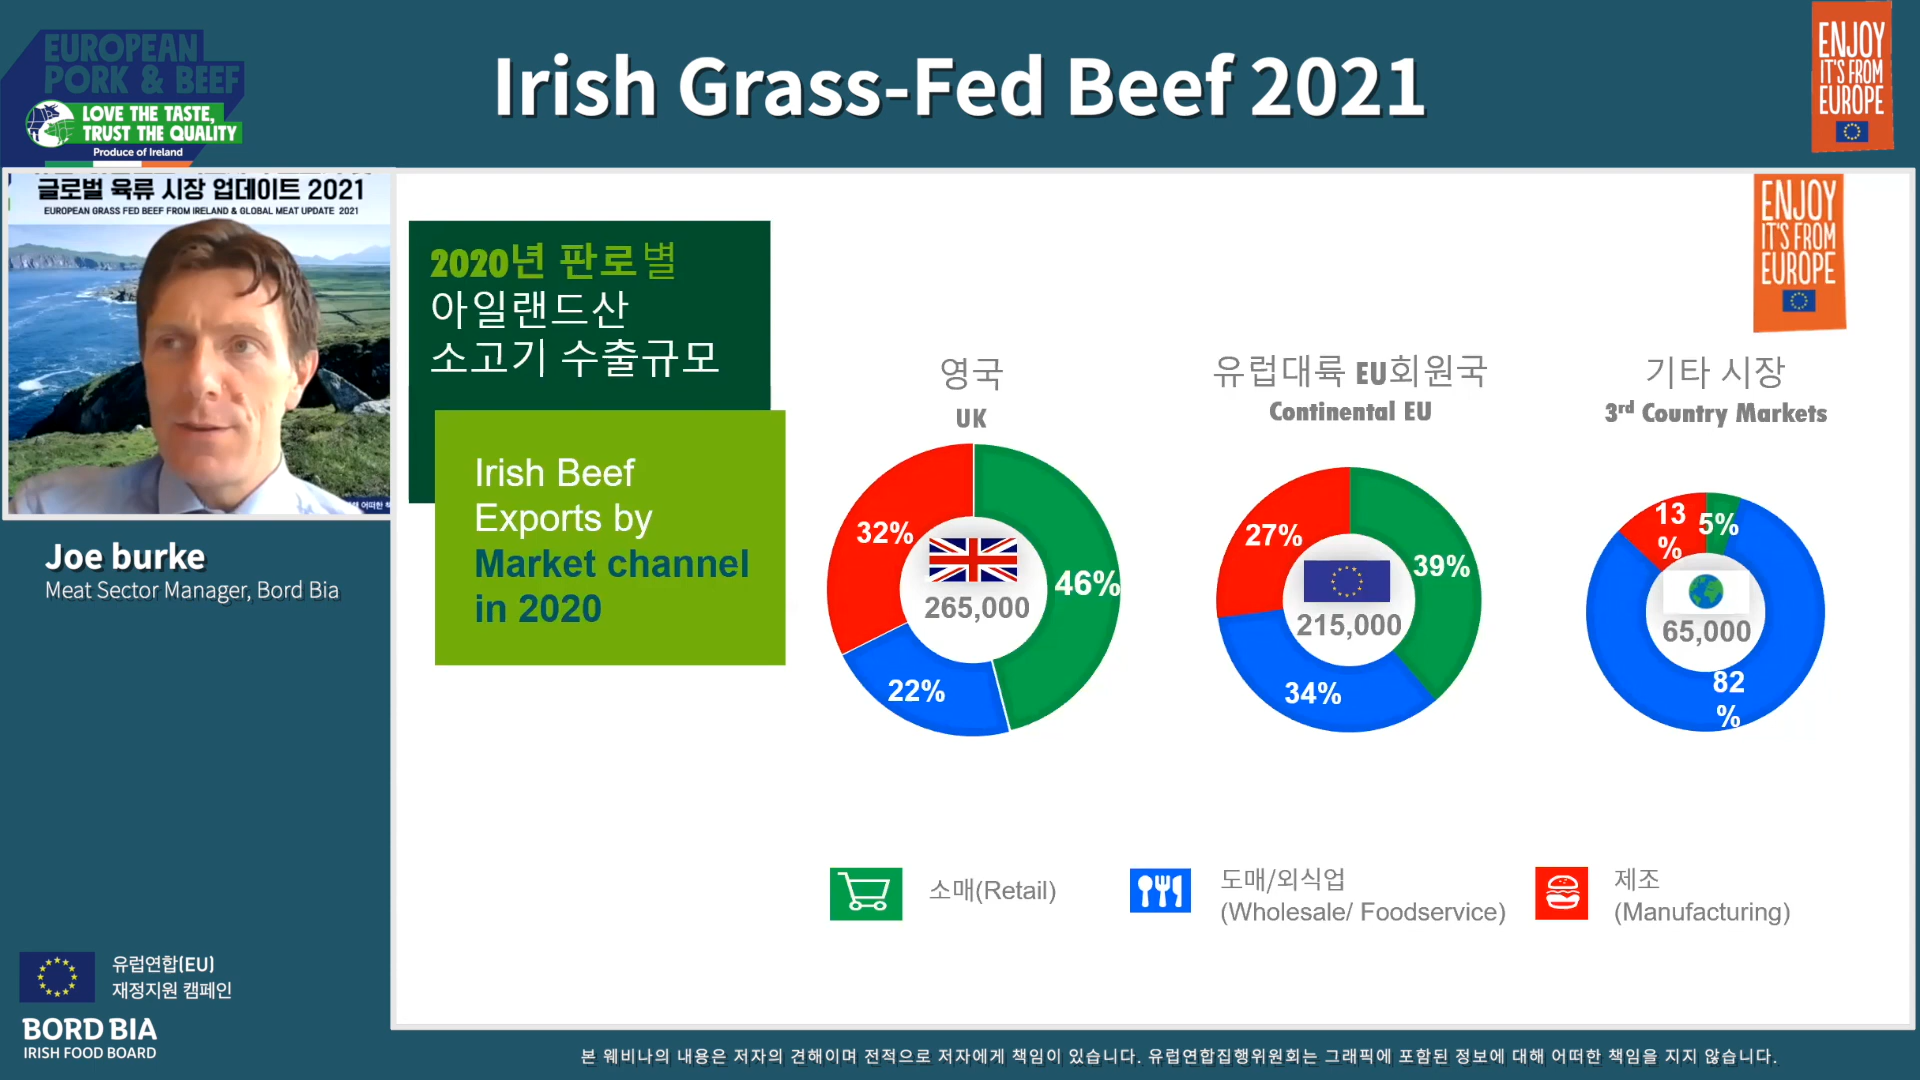 EUROPEAN
PORK & BEEF
LOVE THE TASTE,
TRUST THE QUALITY
Produce of Ireland
Irish Grass-Fed Beef 2021
ENJOY
IT'S FROM
EUROPE
글로벌 육류 시장 업데이트 2021
EUROPEAN GRASS FED BEEF FROM IRELAND & GLOBAL MEAT UPDATE 2021
Joe burke
Meat Sector Manager, Bord Bia
2020년 판로별
아일랜드산
소고기 수출규모
Irish Beef
Exports by
Market channel
in 2020
ENJOY
IT'S FROM
EUROPE
영국
UK
32%
46%
265,000
22%
유럽대륙 EU회원국
Continental EU
27%
39%
215,000
34%
기타 시장
3rd Country Markets
13
%
5%
65,000
82
%
소매(Retail)
도매/외식업
(Wholesale/ Foodservice)
제조
(Manufacturing)
유럽연합(EU)
재정지원 캠페인
BORD BIA
IRISH FOOD BOARD
본 웨비나의 내용은 저자의 견해이며 전적으로 저자에게 책임이 있습니다. 유럽연합집행위원회는 그래픽에 포함된 정보에 대해 어떠한 책임을 지지 않습니다.